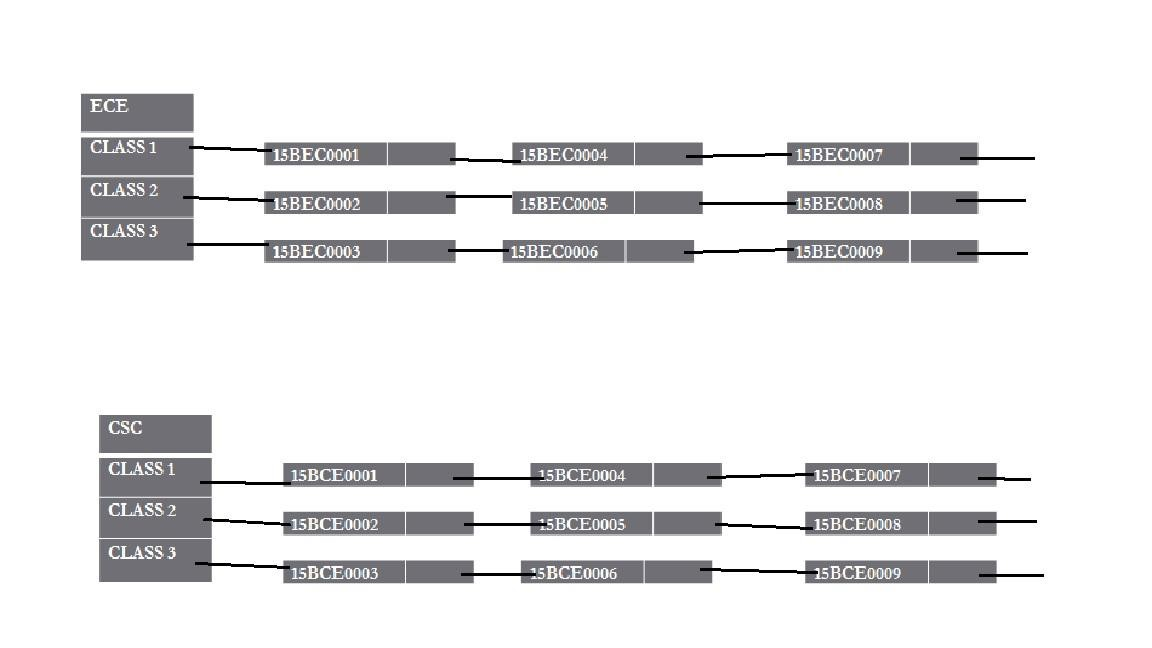 ECE
CLASS 1 15BEC0001 15BEC0004 15BEC0007
CLASS 2 15BEC0002 15BEC0005 15BEC0008
CLASS 3 15BEC0003 15BEC0006 15BEC0009
CSC
CLASS 1 15BCE0001 15BCE0004 15BCE0007
CLASS 2 15BCE0002 15BCE0005 15BCE0008
CLASS 3 15BCE0003 15BCE0006 15BCE0009